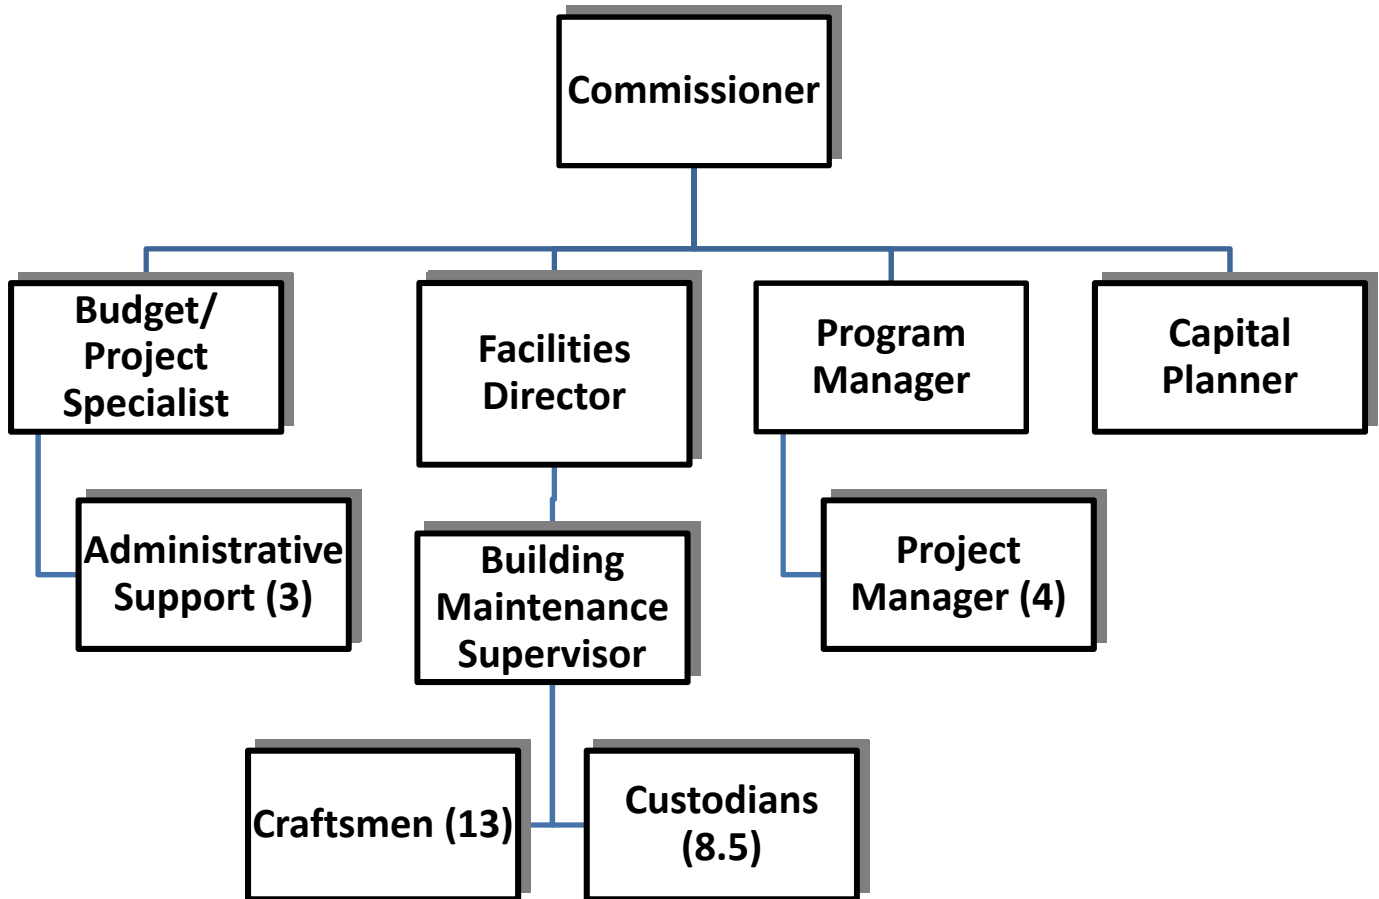 Commissioner
Budget/
Project
Specialist
Facilities
Director
Program
Manager
Capital
Planner
Administrative
Support (3)
Building
Maintenance
Supervisor
Project
Manager (4)
Craftsmen (13)
Custodians
(8.5)